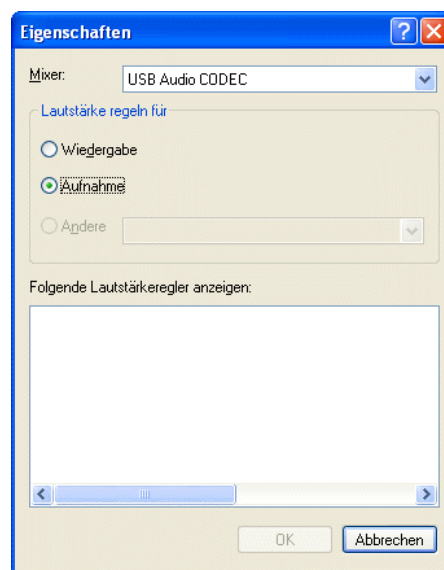 Eigenschaften
Mixer: USB Audio CODEC
Lautstärke regeln für
Wiedergabe
Aufnahme
Andere
Folgende Lautstärkeregler anzeigen:
OK Abbrechen